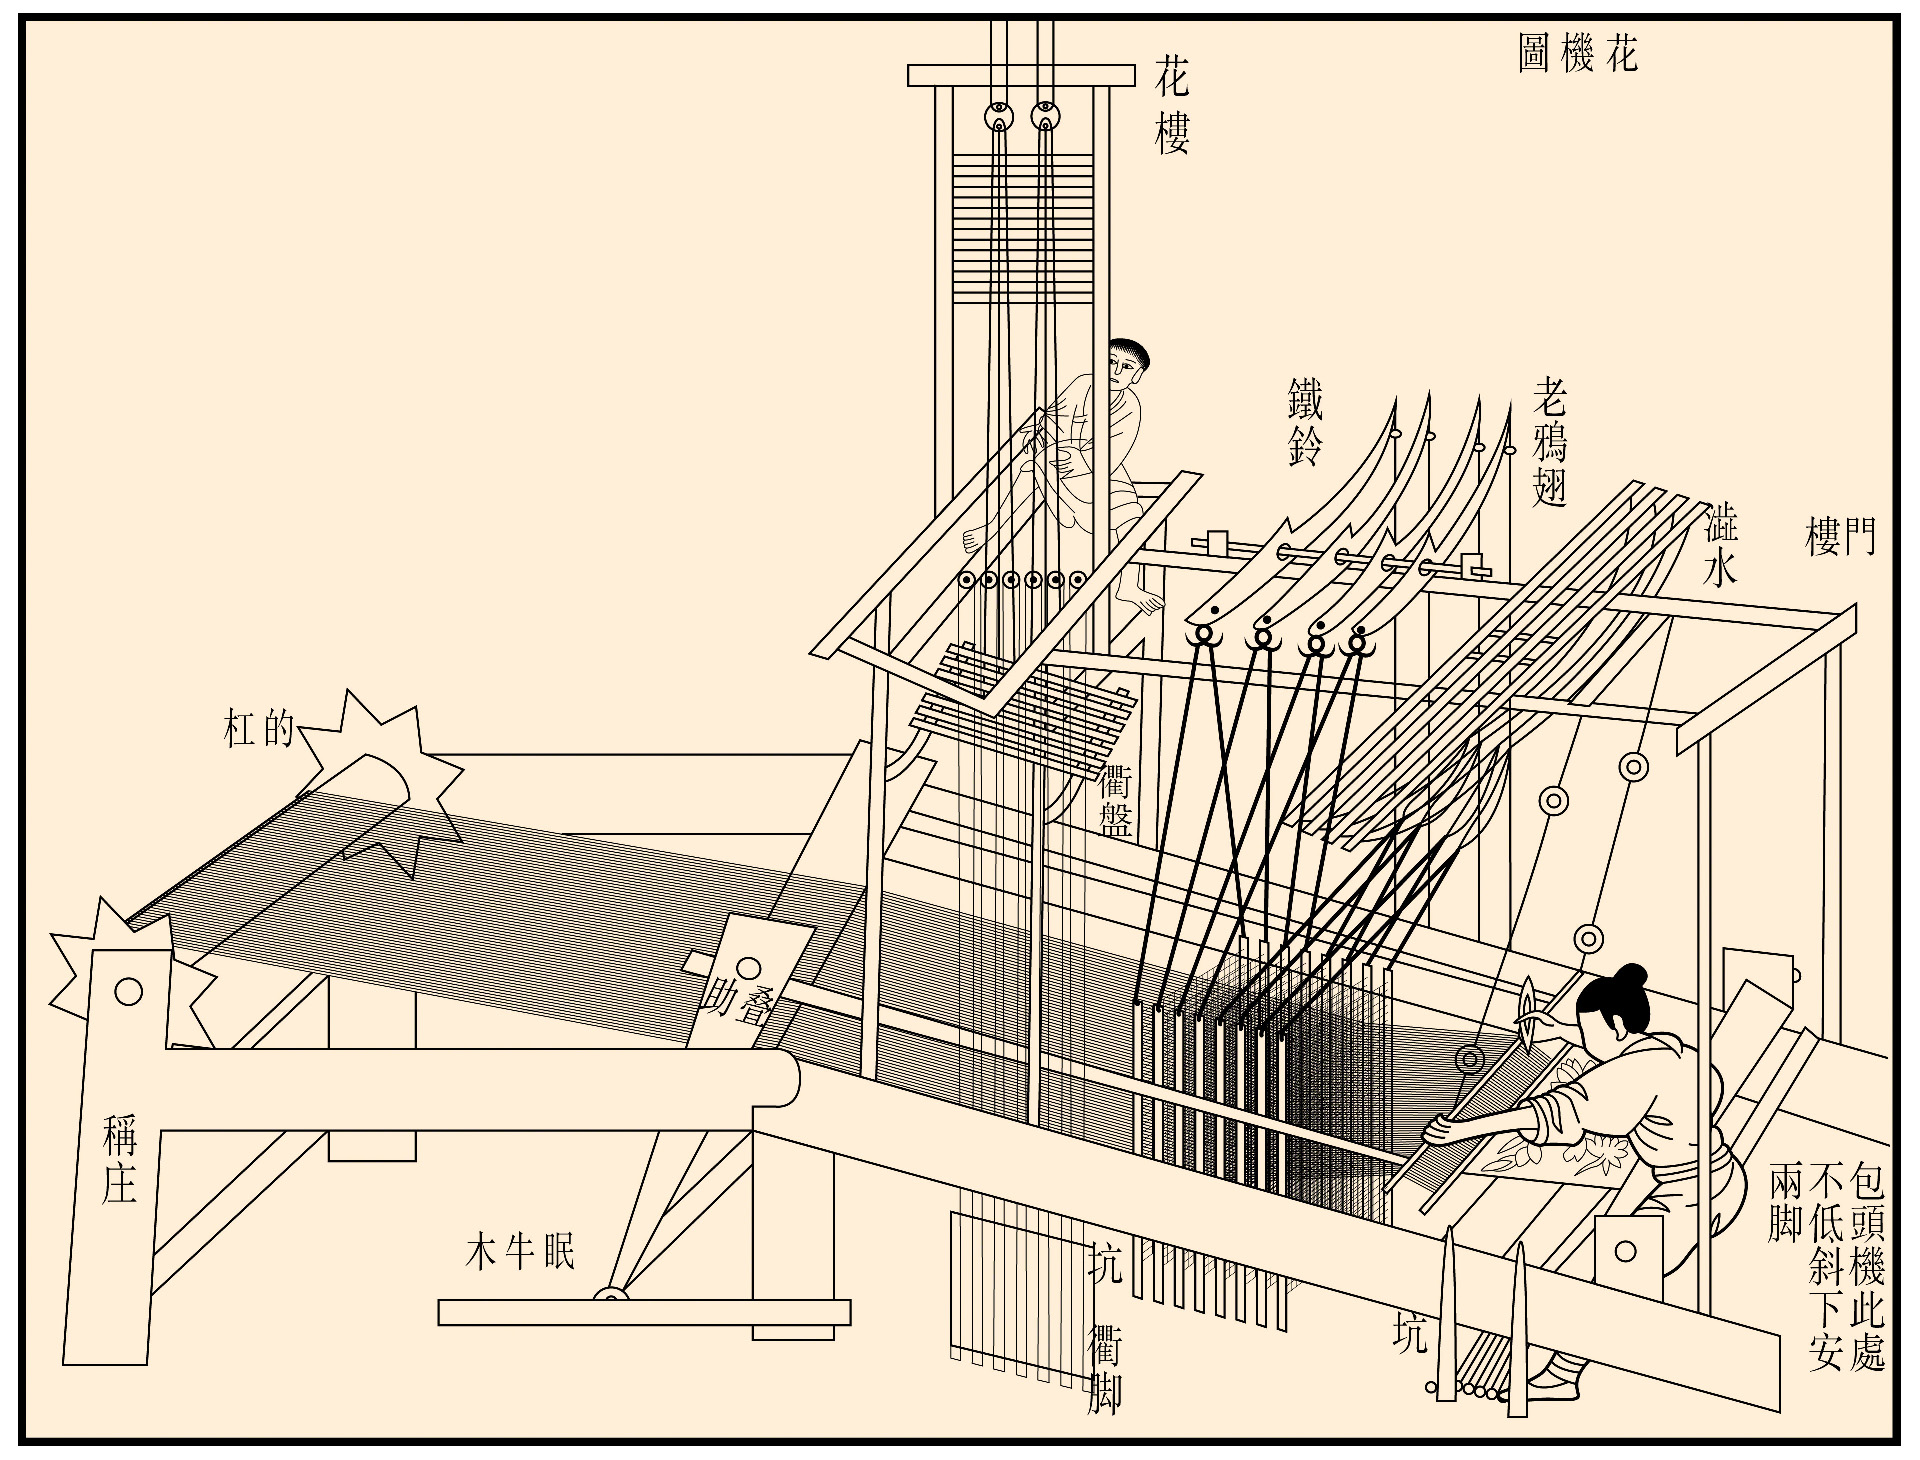 花機圖
花樓
鐵鈴
老鴉翅
澁水
門樓
的杠
衢盤
叠助
稱庄
眠牛木
坑
衢脚
坑
包頭機此處
不低斜下安
兩脚